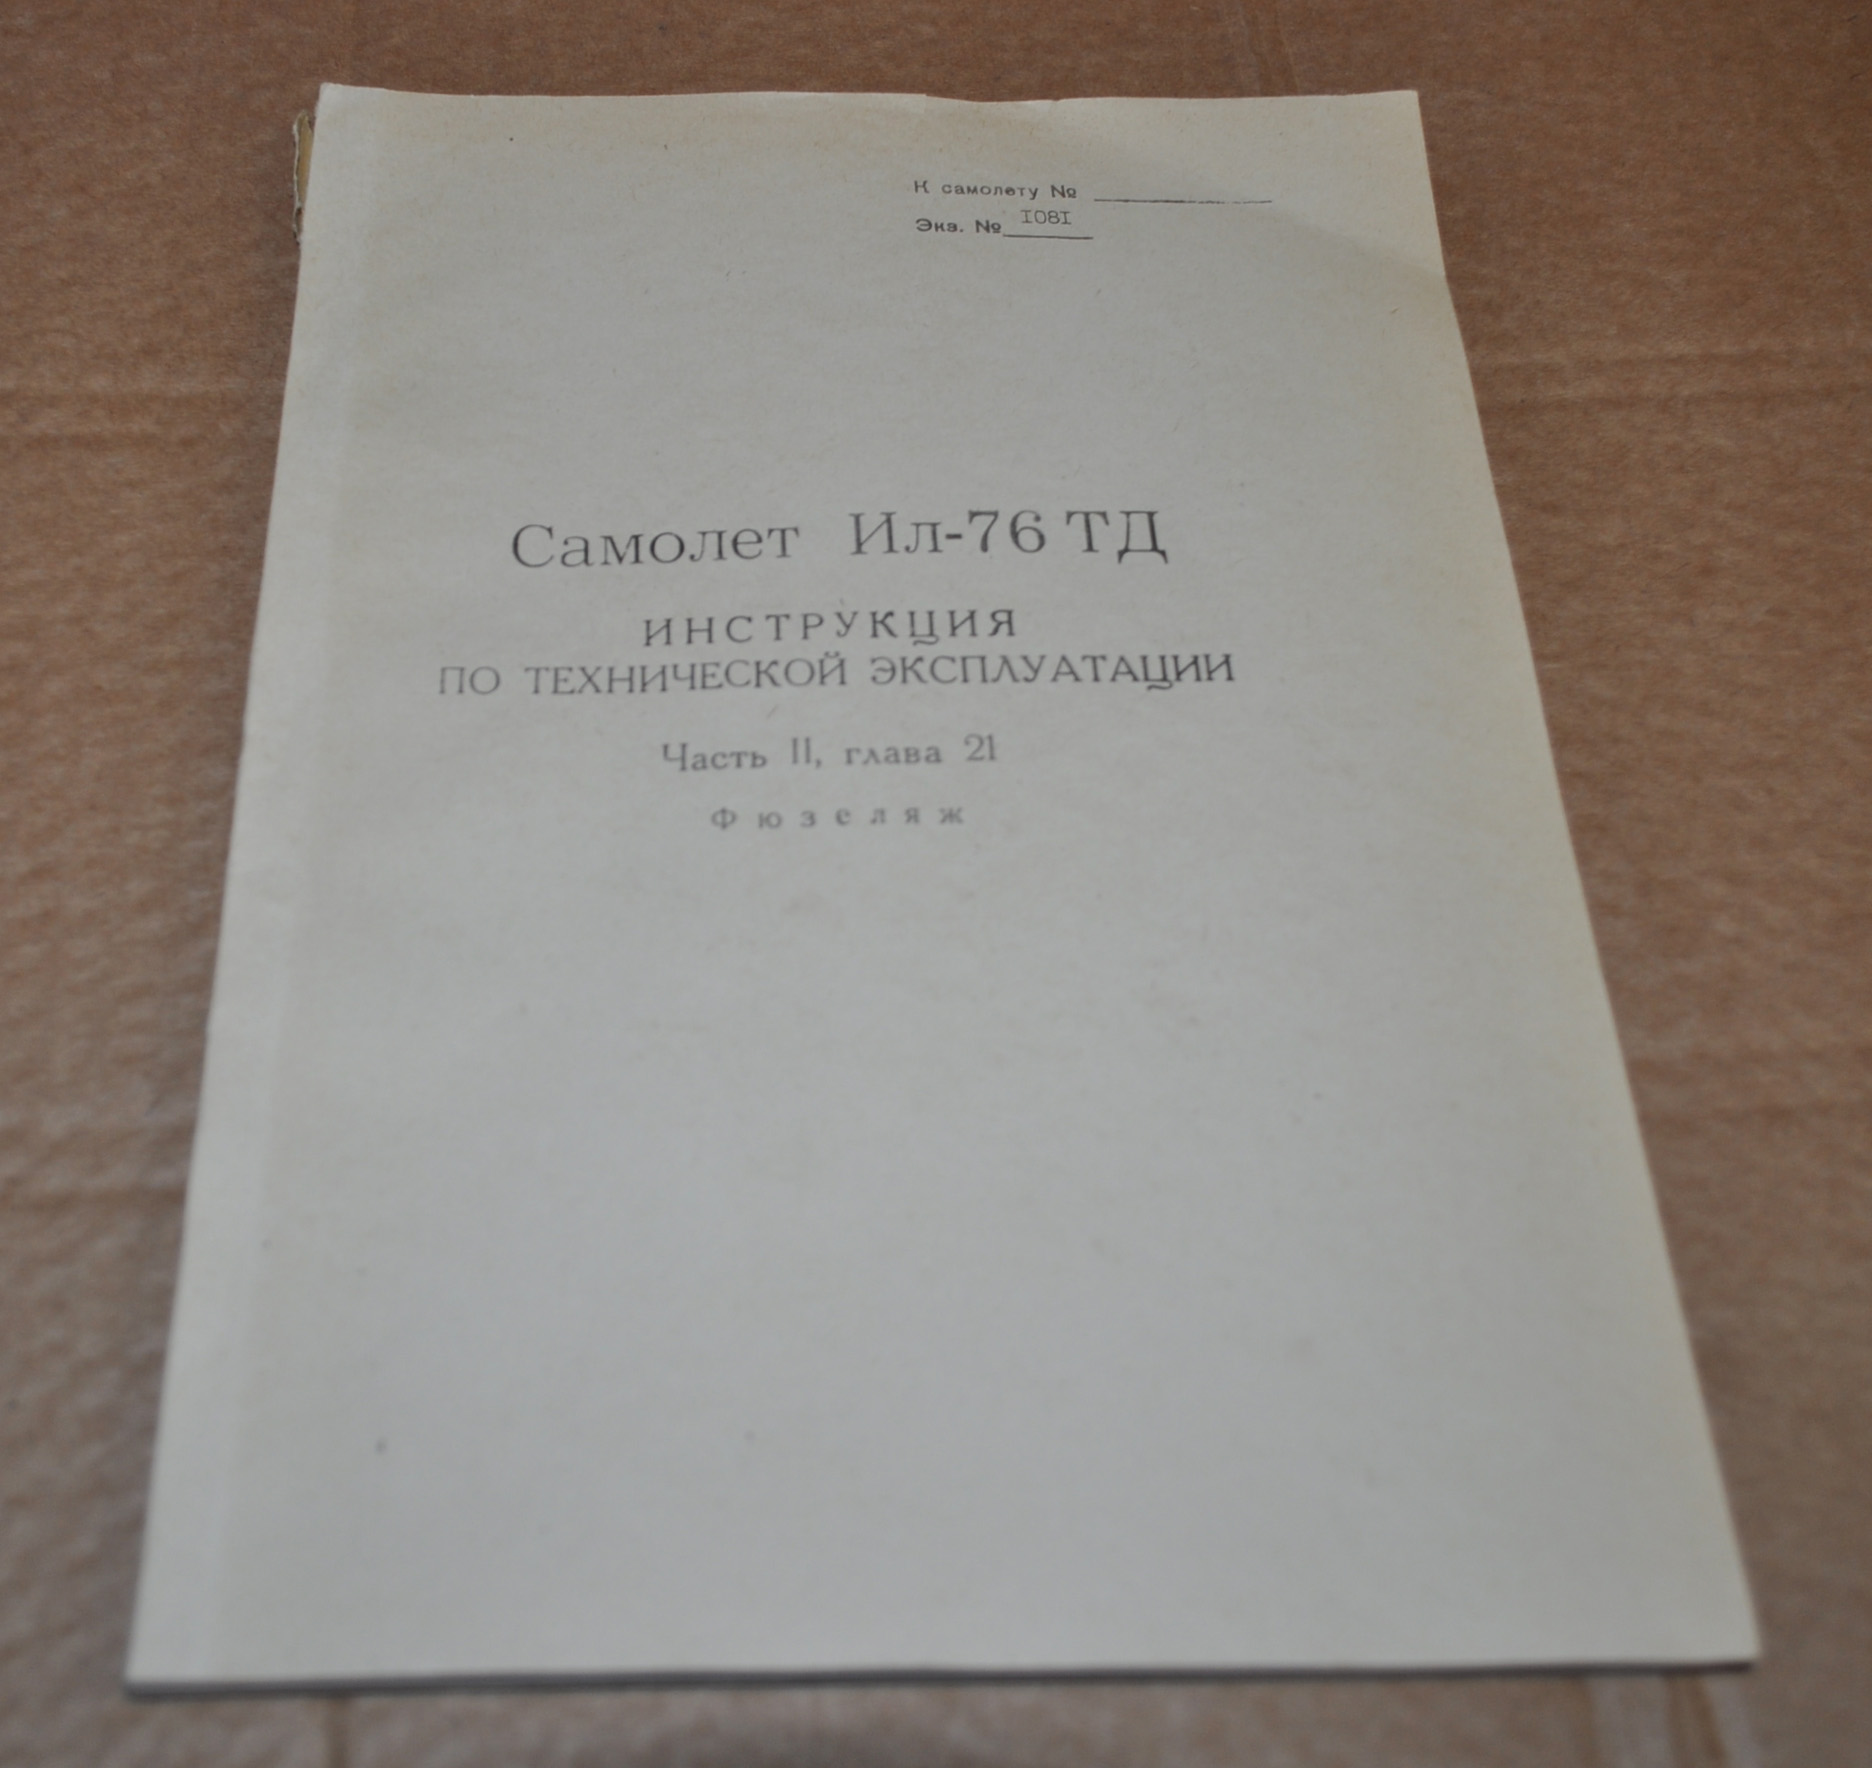 К самолету №
Экз. № I08I
Самолет Ил-76 ТД
ИНСТРУКЦИЯ
ПО ТЕХНИЧЕСКОЙ ЭКСПЛУАТАЦИИ
Часть II, глава 21
Фюзеляж